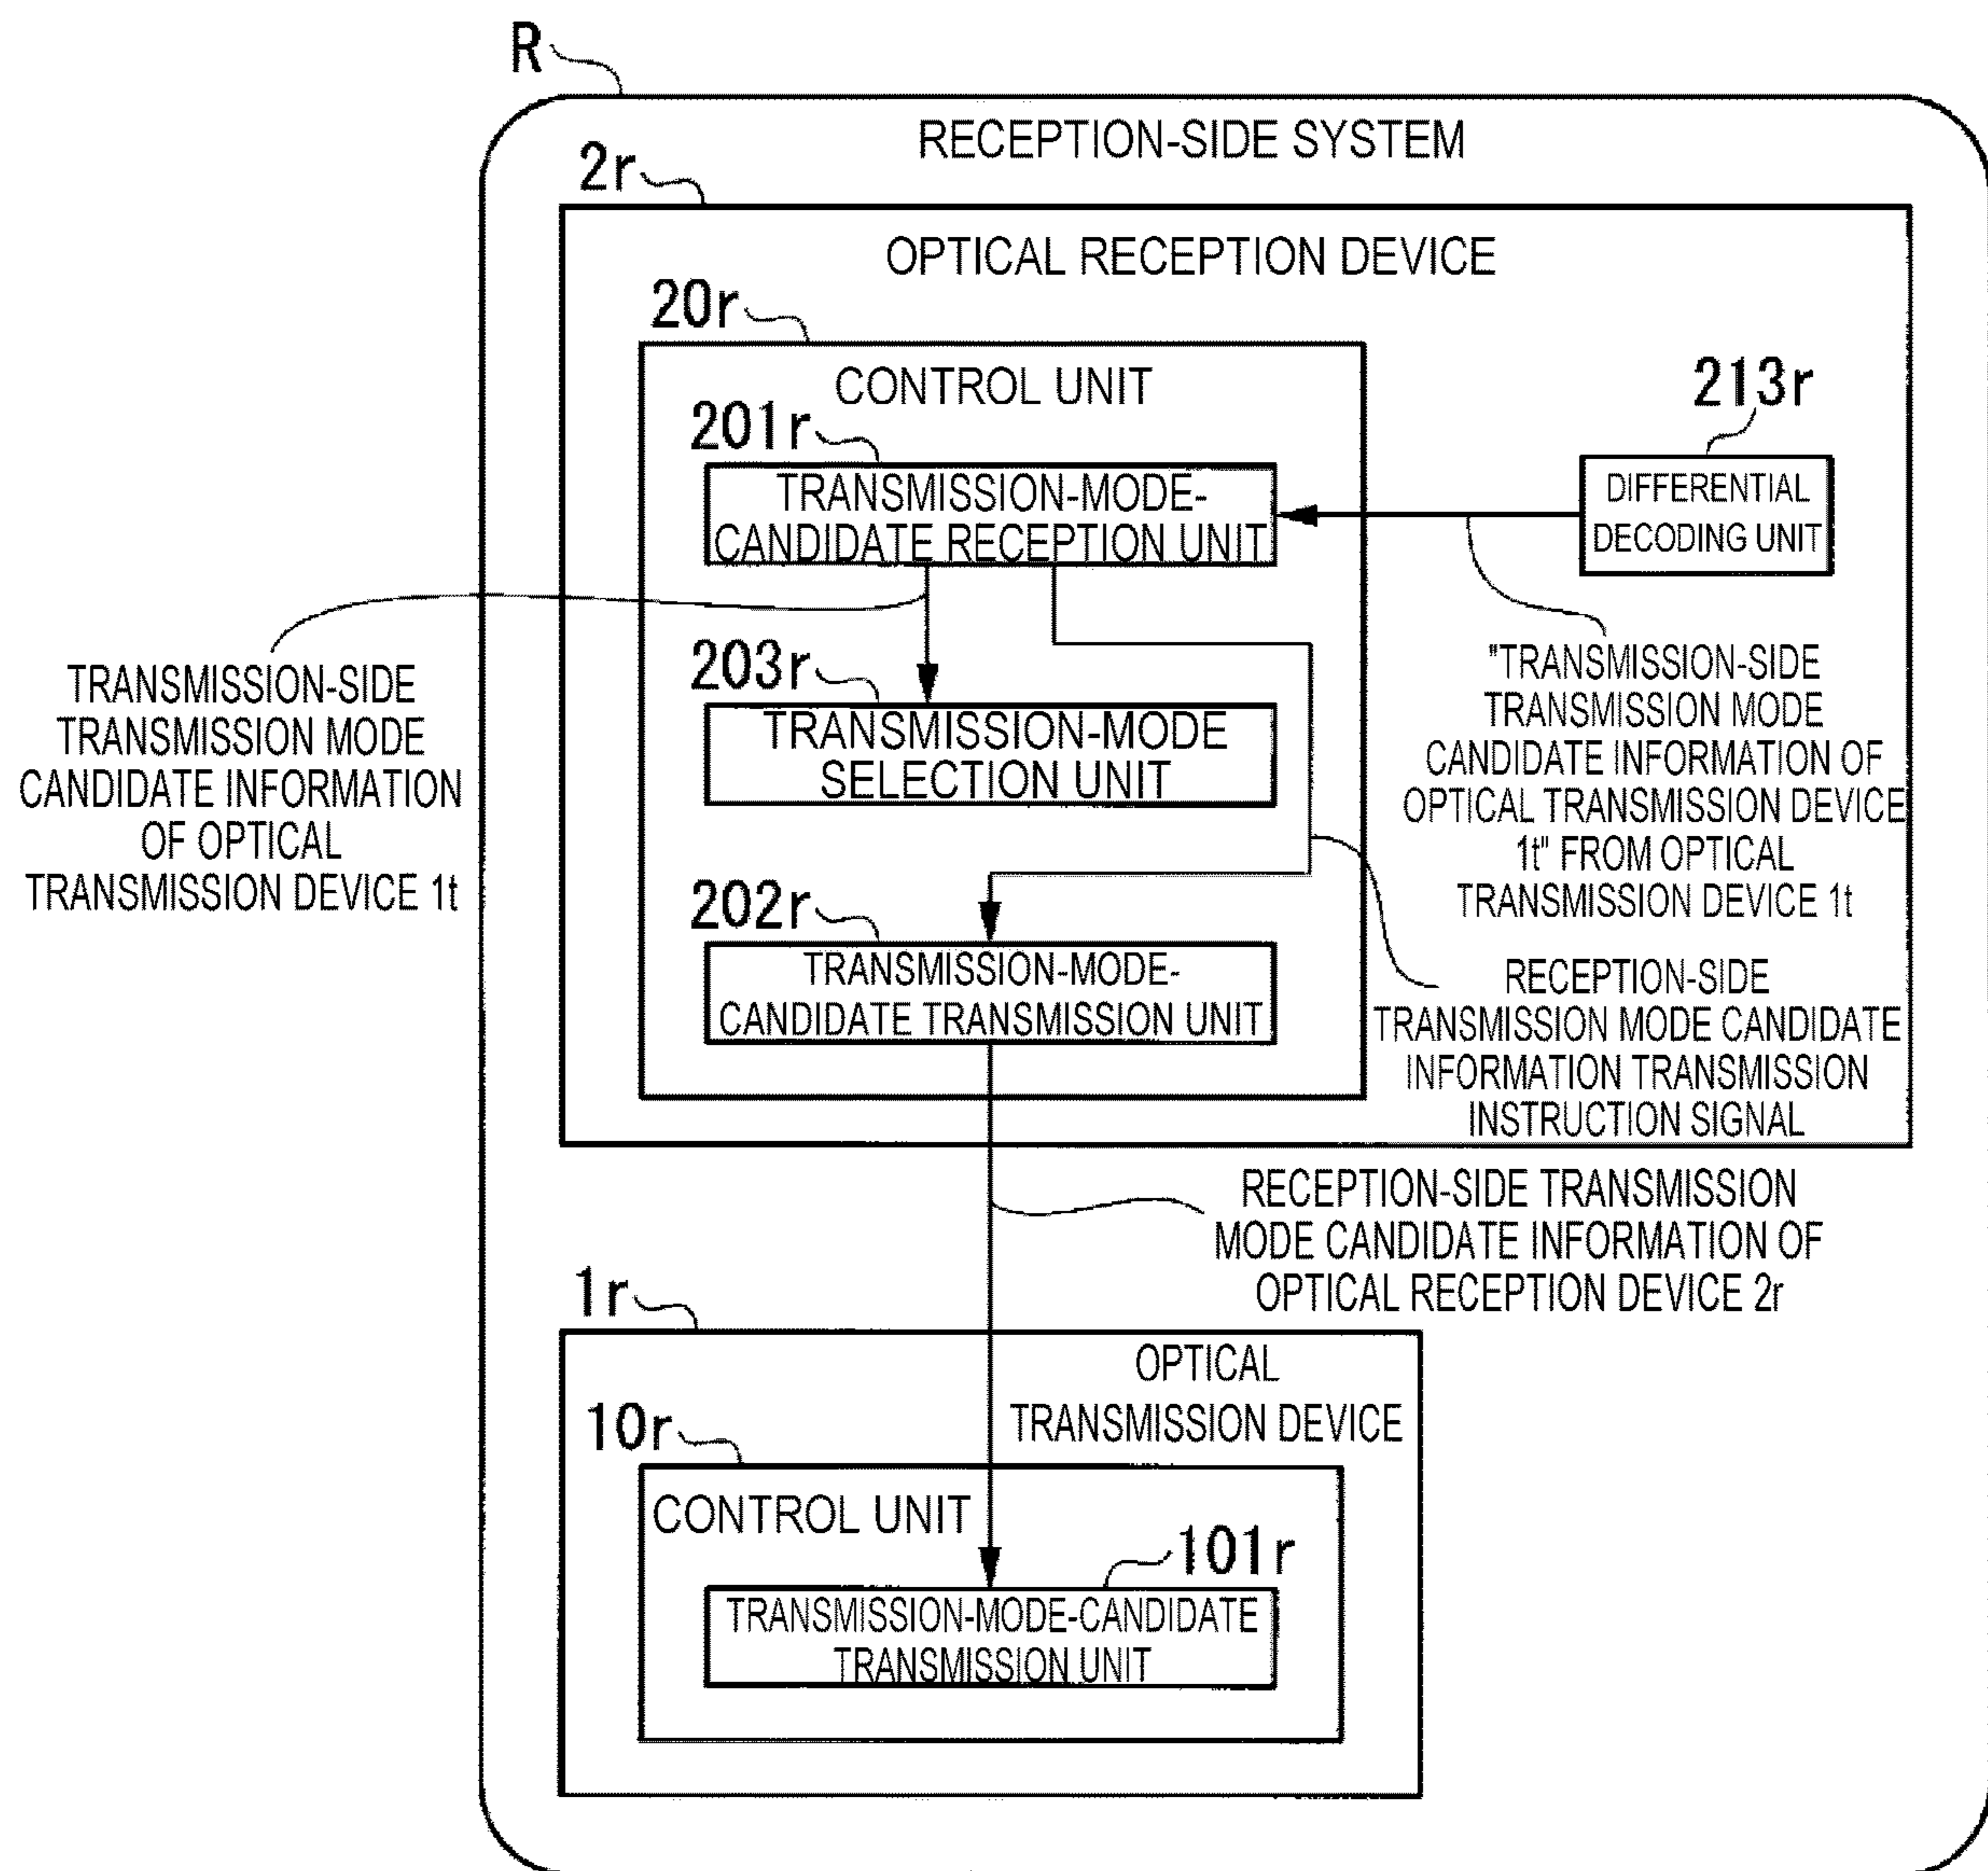 R
RECEPTION-SIDE SYSTEM
2r
OPTICAL RECEPTION DEVICE
20r
CONTROL UNIT
213r
201r
TRANSMISSION-MODE-
CANDIDATE RECEPTION UNIT
DIFFERENTIAL
DECODING UNIT
TRANSMISSION-SIDE
TRANSMISSION MODE
CANDIDATE INFORMATION
OF OPTICAL
TRANSMISSION DEVICE 1t
203r
TRANSMISSION-MODE
SELECTION UNIT
"TRANSMISSION-SIDE
TRANSMISSION MODE
CANDIDATE INFORMATION OF
OPTICAL TRANSMISSION DEVICE
1t" FROM OPTICAL
TRANSMISSION DEVICE 1t
202r
TRANSMISSION-MODE-
CANDIDATE TRANSMISSION UNIT
RECEPTION-SIDE
TRANSMISSION MODE CANDIDATE
INFORMATION TRANSMISSION
INSTRUCTION SIGNAL
RECEPTION-SIDE TRANSMISSION
MODE CANDIDATE INFORMATION OF
OPTICAL RECEPTION DEVICE 2r
1r
OPTICAL
TRANSMISSION DEVICE
10r
CONTROL UNIT
101r
TRANSMISSION-MODE-CANDIDATE
TRANSMISSION UNIT